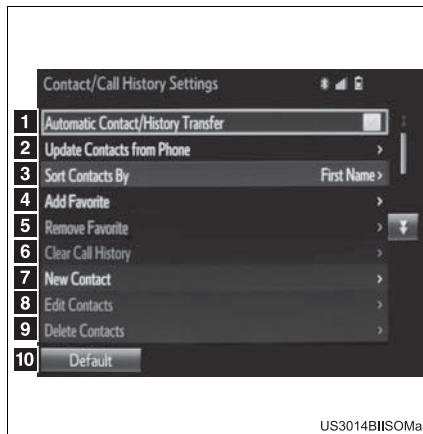 Contact/Call History Settings
1 Automatic Contact/History Transfer
2 Update Contacts from Phone >
3 Sort Contacts By First Name >
4 Add Favorite >
5 Remove Favorite >
6 Clear Call History >
7 New Contact >
8 Edit Contacts >
9 Delete Contacts >
10 Default
US3014BIISOMa